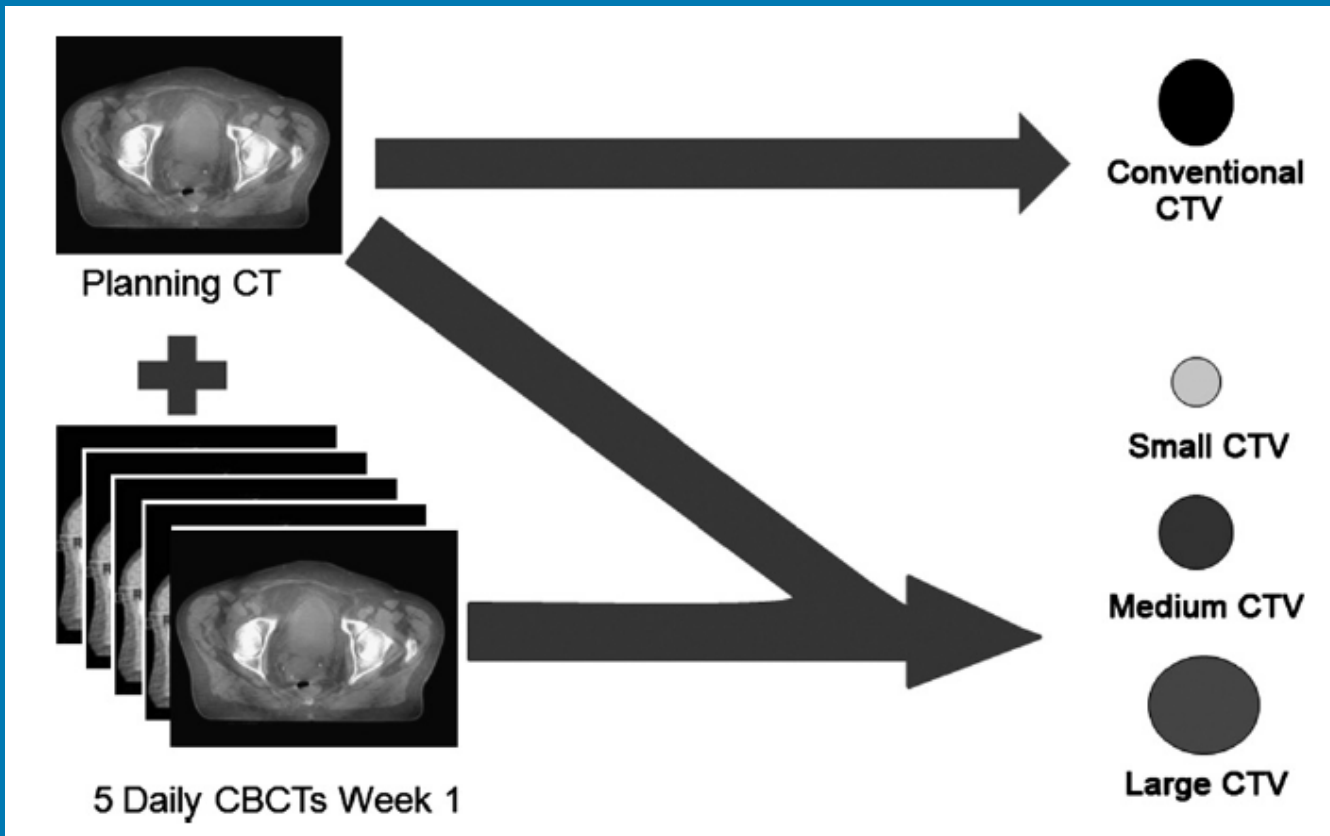 Planning CT
5 Daily CBCTs Week 1
Conventional
CTV
Small CTV
Medium CTV
Large CTV